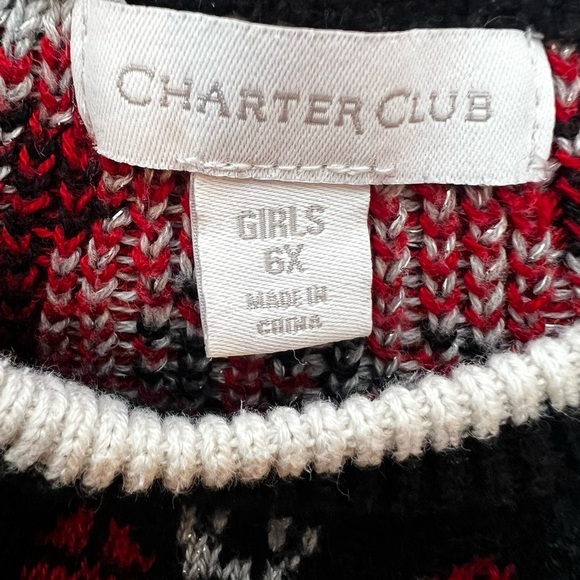 CHARTER CLUB
GIRLS
6X
MADE IN
CHINA